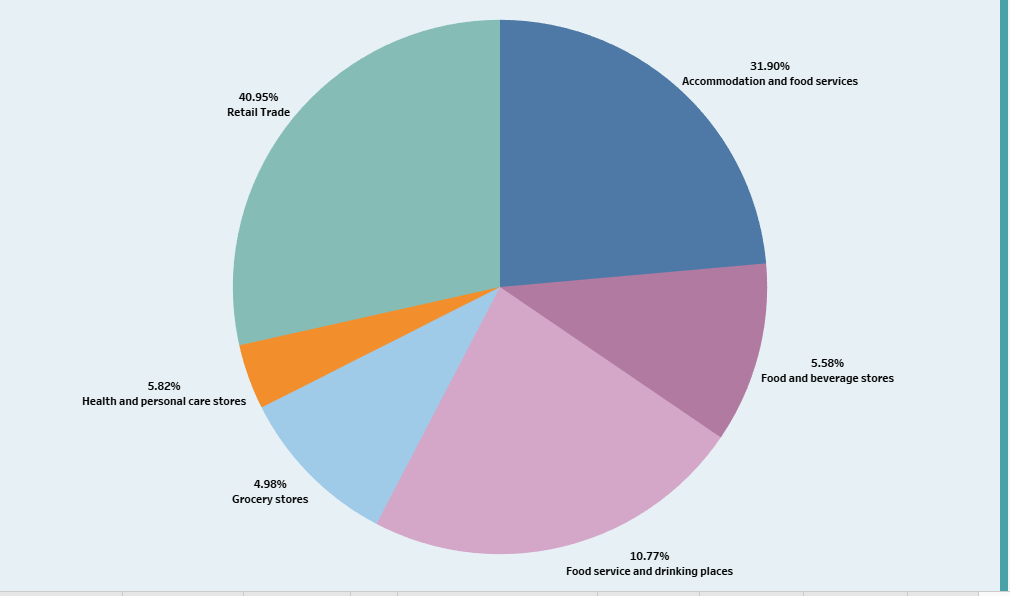 31.90%
Accommodation and food services
40.95%
Retail Trade
5.58%
Food and beverage stores
5.82%
Health and personal care stores
4.98%
Grocery stores
10.77%
Food service and drinking places